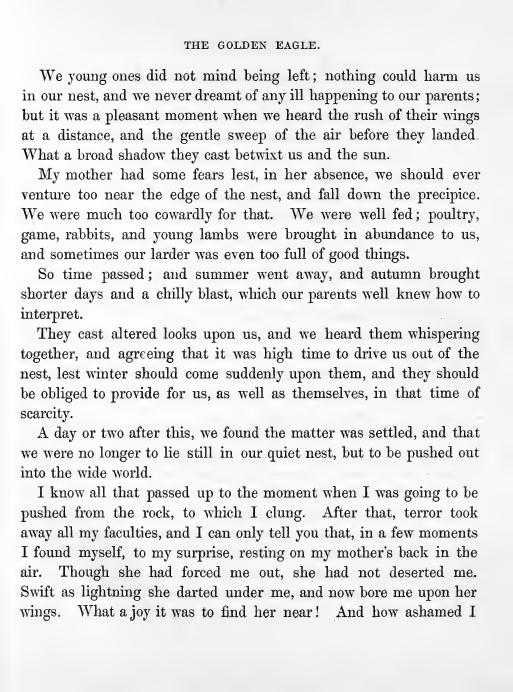 THE GOLDEN EAGLE.
We young ones did not mind being left; nothing could harm us
in our nest, and we never dreamt of any ill happening to our parents;
but it was a pleasant moment when we heard the rush of their wings
at a distance, and the gentle sweep of the air before they landed.
What a broad shadow they cast betwixt us and the sun.
My mother had some fears lest, in her absence, we should ever
venture too near the edge of the nest, and fall down the precipice.
We were much too cowardly for that. We were well fed; poultry,
game, rabbits, and young lambs were brought in abundance to us,
and sometimes our larder was even too full of good things.
So time passed; and summer went away, and autumn brought
shorter days and a chilly blast, which our parents well knew how to
interpret.
They cast altered looks upon us, and we heard them whispering
together, and agreeing that it was high time to drive us out of the
nest, lest winter should come suddenly upon them, and they should
be obliged to provide for us, as well as themselves, in that time of
scarcity.
A day or two after this, we found the matter was settled, and that
we were no longer to lie still in our quiet nest, but to be pushed out
into the wide world.
I know all that passed up to the moment when I was going to be
pushed from the rock, to which I clung. After that, terror took
away all my faculties, and I can only tell you that, in a few moments
I found myself, to my surprise, resting on my mother's back in the
air. Though she had forced me out, she had not deserted me.
Swift as lightning she darted under me, and now bore me upon her
wings. What a joy it was to find her near! And how ashamed I